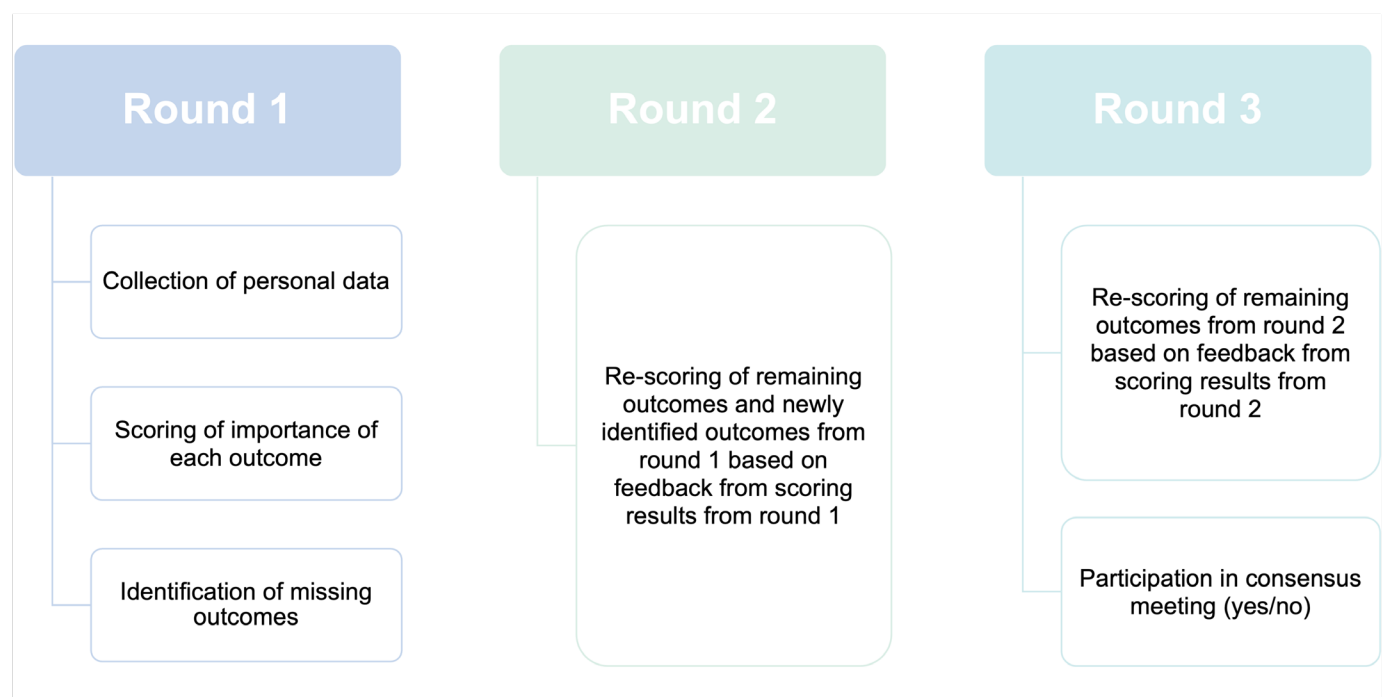 Round 1
Collection of personal data
Scoring of importance of
each outcome
Identification of missing
outcomes
Round 2
Re-scoring of remaining
outcomes and newly
identified outcomes from
round 1 based on
feedback from scoring
results from round 1
Round 3
Re-scoring of remaining
outcomes from round 2
based on feedback from
scoring results from
round 2
Participation in consensus
meeting (yes/no)